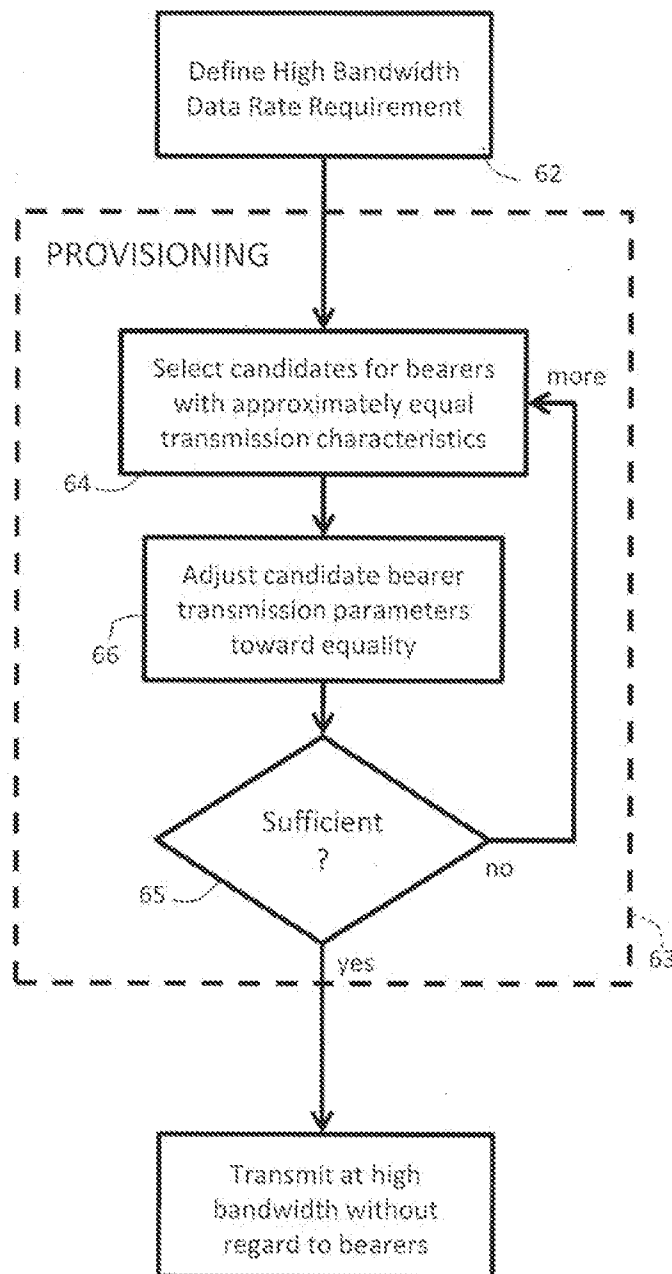 Define High Bandwidth
Data Rate Requirement
62
PROVISIONING
Select candidates for bearers
with approximately equal
transmission characteristics
more
64
Adjust candidate bearer
transmission parameters
toward equality
66
Sufficient
?
65
no
63
yes
Transmit at high
bandwidth without
regard to bearers